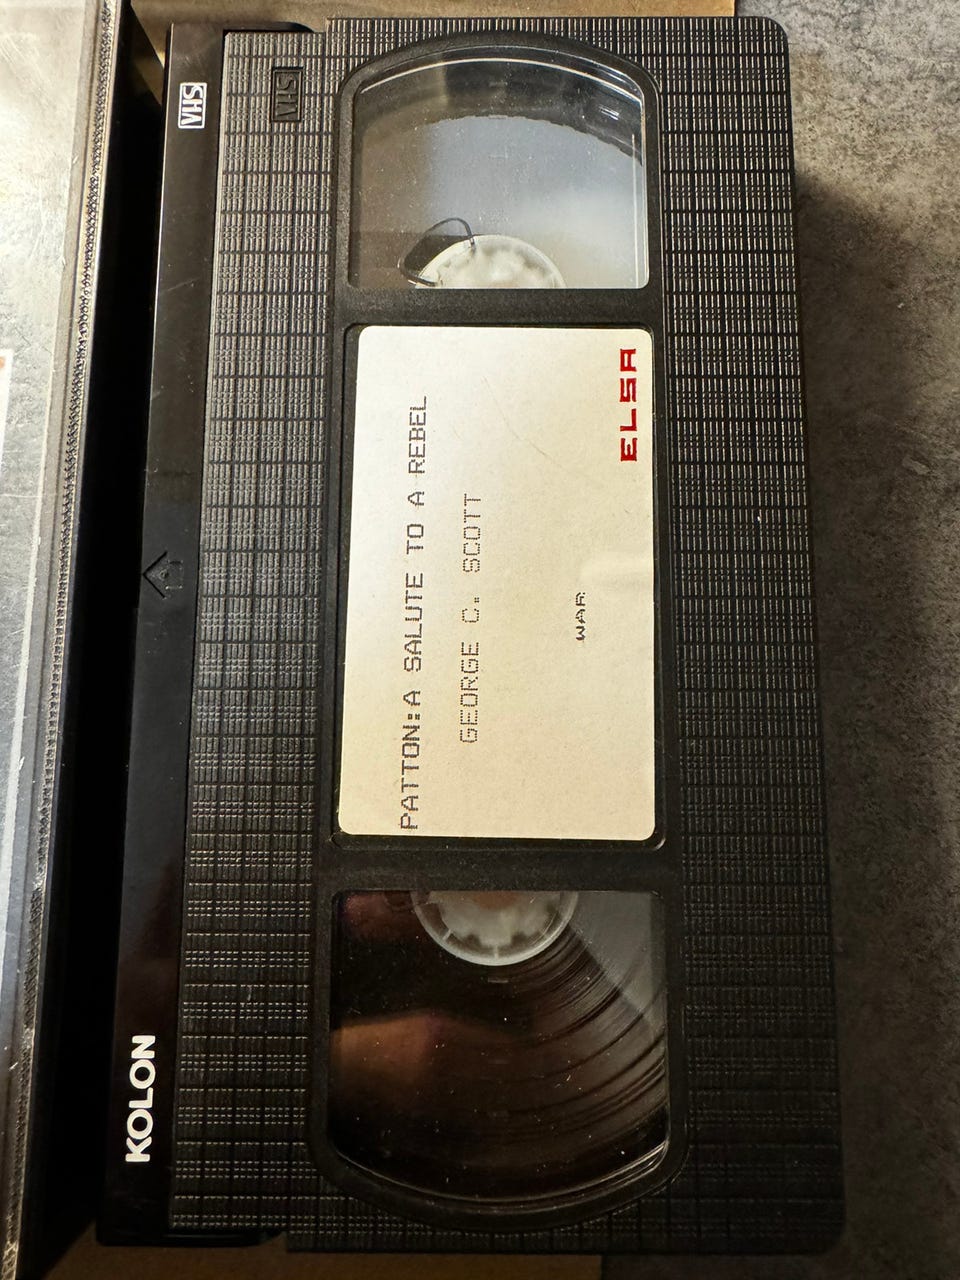 VHS
VHS
PATTON:A SALUTE TO A REBEL
GEORGE C. SCOTT
WAR
ELSA
KOLON